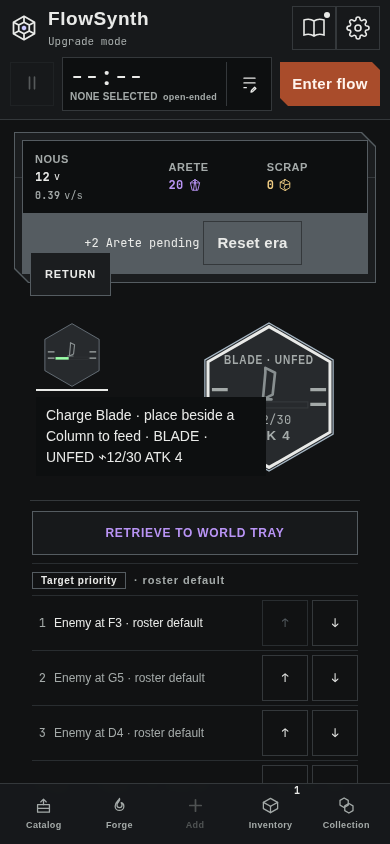 FlowSynth
Upgrade mode
--:--
NONE SELECTED open-ended
Enter flow
NOUS
12 v
0.39 v/s
ARETE
20
SCRAP
0
+2 Arete pending
Reset era
RETURN
BLADE · UNFED
2/30
K 4
Charge Blade · place beside a
Column to feed · BLADE ·
UNFED ⌁12/30 ATK 4
RETRIEVE TO WORLD TRAY
Target priority · roster default
1 Enemy at F3 · roster default ↑ ↓
2 Enemy at G5 · roster default ↑ ↓
3 Enemy at D4 · roster default ↑ ↓
1
Catalog
Forge
Add
Inventory
Collection